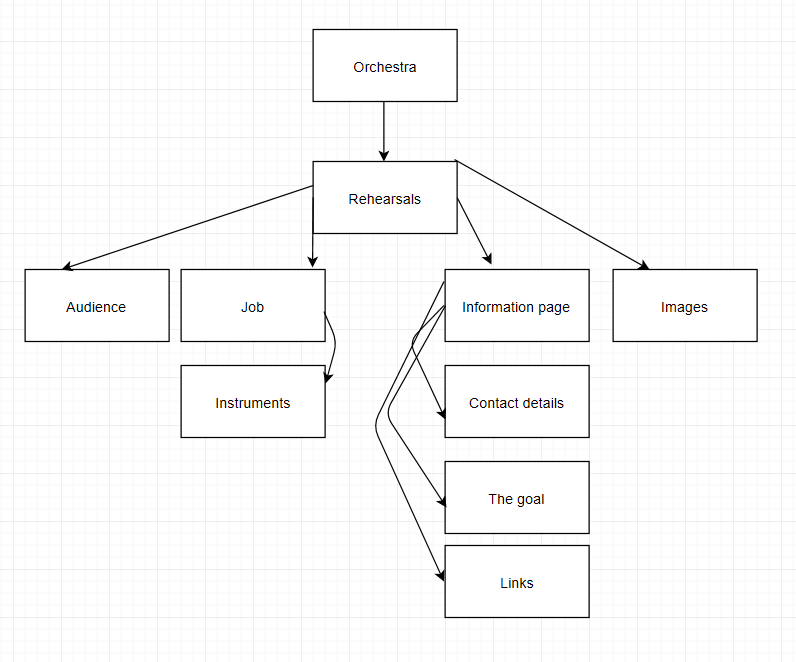 Orchestra
Rehearsals
Audience
Job
Information page
Images
Instruments
Contact details
The goal
Links